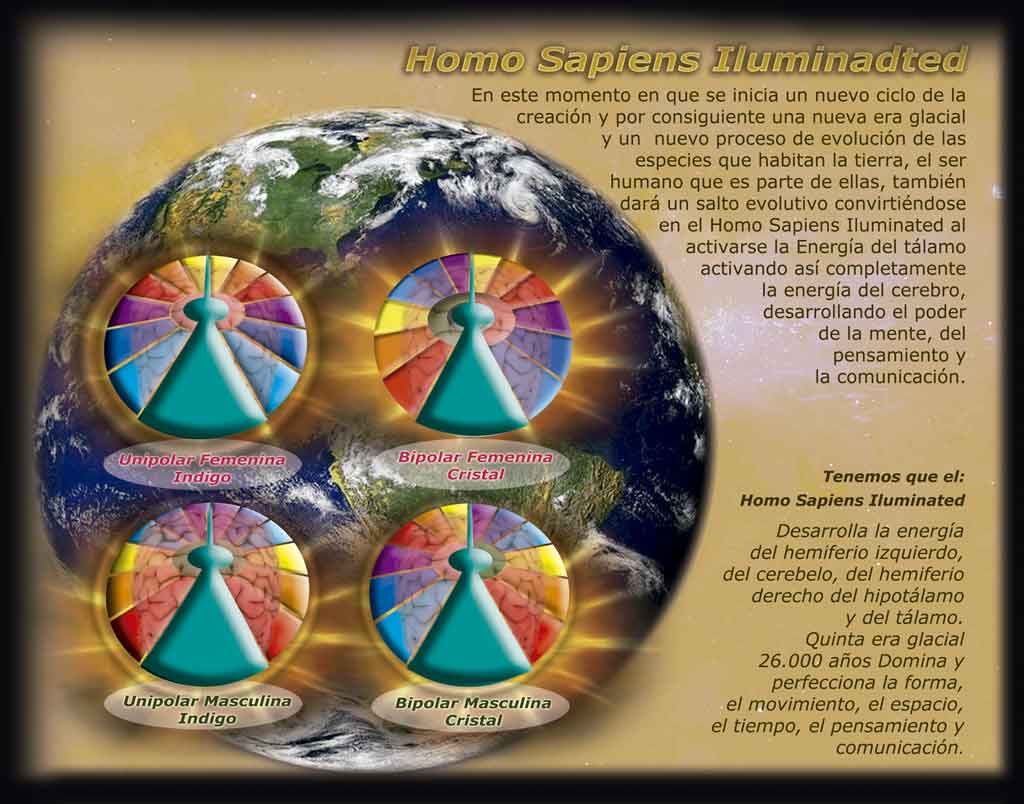 Homo Sapiens Iluminadted
En este momento en que se inicia un nuevo ciclo de la
creación y por consiguiente una nueva era glacial
y un nuevo proceso de evolución de las
especies que habitan la tierra, el ser
humano que es parte de ellas, también
dará un salto evolutivo convirtiéndose
en el Homo Sapiens Iluminated al
activarse la Energía del tálamo
activando así completamente
la energía del cerebro,
desarrollando el poder
de la mente, del
pensamiento y
la comunicación.
Unipolar Femenina
Indigo
Bipolar Femenina
Cristal
Unipolar Masculina
Indigo
Bipolar Masculina
Cristal
Tenemos que el:
Homo Sapiens Iluminated
Desarrolla la energía
del hemiferio izquierdo,
del cerebelo, del hemiferio
derecho del hipotálamo
y del tálamo.
Quinta era glacial
26.000 años Domina y
perfecciona la forma,
el movimiento, el espacio,
el tiempo, el pensamiento y
comunicación.